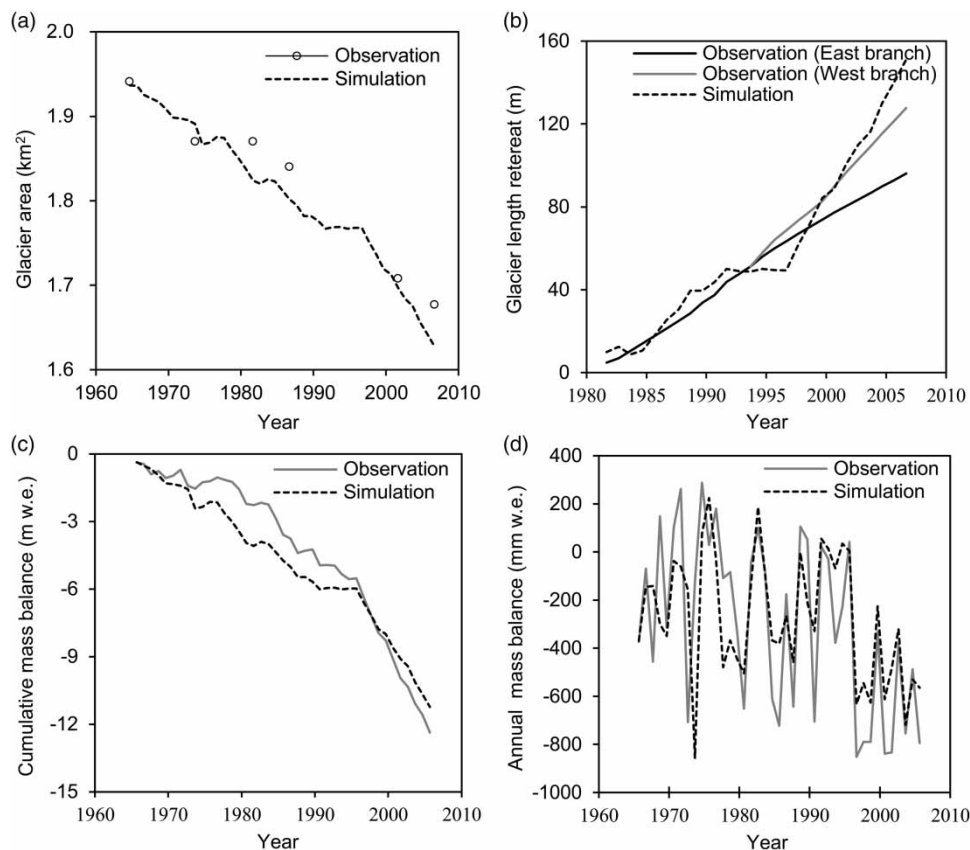 (a)
2.0
1.9
1.8
1.7
1.6
Glacier area (km²)
Observation
Simulation
1960 1970 1980 1990 2000 2010
Year
(b)
160
120
80
40
0
Glacier length retereat (m)
Observation (East branch)
Observation (West branch)
Simulation
1980 1985 1990 1995 2000 2005 2010
Year
(c)
0
-3
-6
-9
-12
-15
Cumulative mass balance (m w.e.)
Observation
Simulation
1960 1970 1980 1990 2000 2010
Year
(d)
400
200
0
-200
-400
-600
-800
-1000
Annual mass balance (mm w.e.)
Observation
Simulation
1960 1970 1980 1990 2000 2010
Year